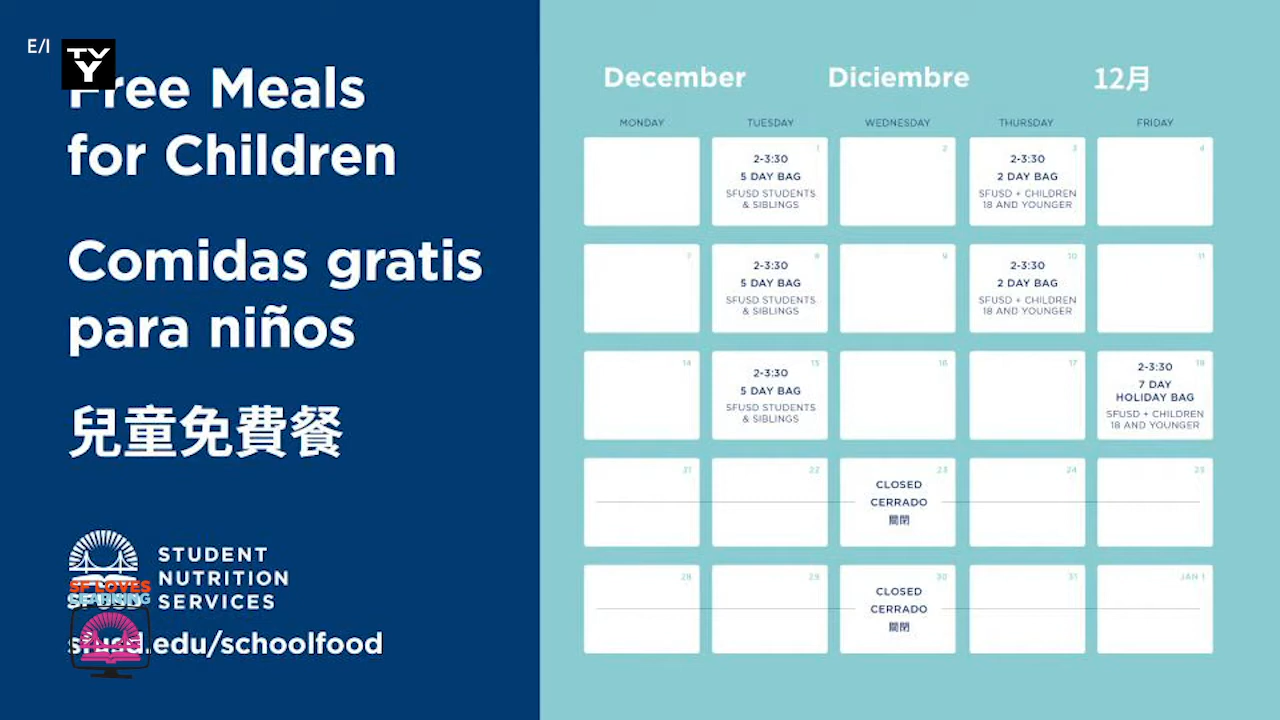 E/I
TV
Y
Free Meals
for Children
Comidas gratis
para niños
兒童免費餐
STUDENT
NUTRITION
SERVICES
SF LOVES
LEARNING
SFUSD
sfusd.edu/schoolfood
December Diciembre 12月
MONDAY TUESDAY WEDNESDAY THURSDAY FRIDAY
1
2-3:30
5 DAY BAG
SFUSD STUDENTS
& SIBLINGS
2
3
2-3:30
2 DAY BAG
SFUSD + CHILDREN
18 AND YOUNGER
4
7
8
2-3:30
5 DAY BAG
SFUSD STUDENTS
& SIBLINGS
9
10
2-3:30
2 DAY BAG
SFUSD + CHILDREN
18 AND YOUNGER
11
14
15
2-3:30
5 DAY BAG
SFUSD STUDENTS
& SIBLINGS
16
17
18
2-3:30
7 DAY
HOLIDAY BAG
SFUSD + CHILDREN
18 AND YOUNGER
21
22
23
CLOSED
CERRADO
關閉
24
25
28
29
30
CLOSED
CERRADO
關閉
31
JAN 1